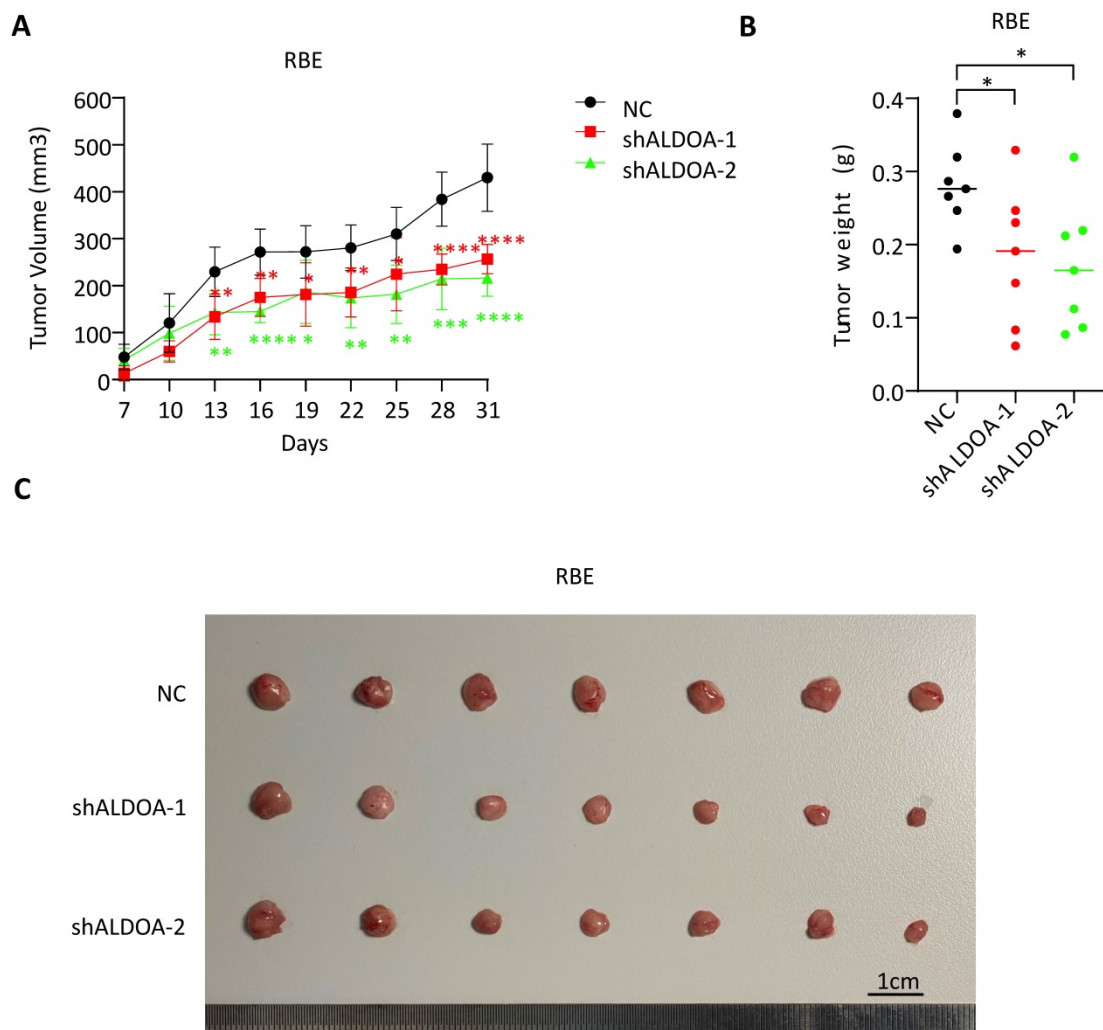 A
RBE
Tumor Volume (mm3)
600
500
400
300
200
100
0
7 10 13 16 19 22 25 28 31
Days
NC
shALDOA-1
shALDOA-2
** ** * ** * **** ****
** **** * ** ** *** ****
B
RBE
*
*
Tumor weight (g)
0.4
0.3
0.2
0.1
0.0
NC
shALDOA-1
shALDOA-2
C
RBE
NC
shALDOA-1
shALDOA-2
1cm